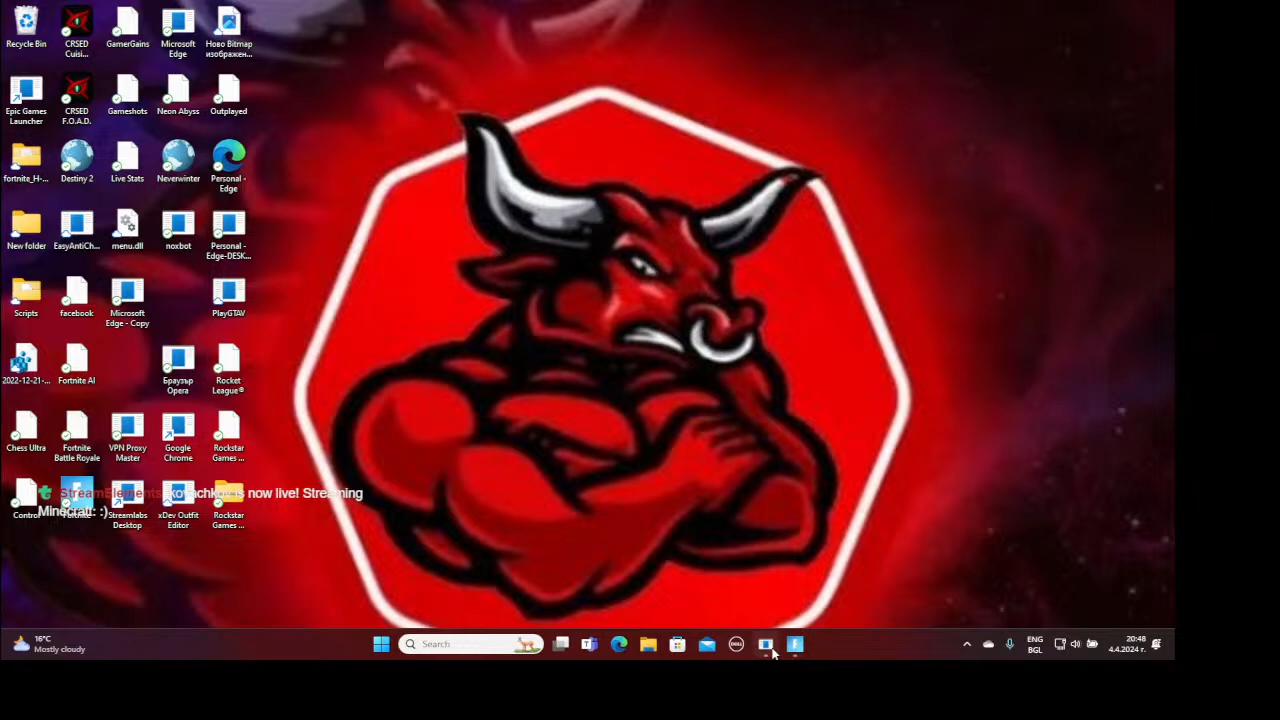 Recycle Bin
CRSED Cuisi...
GamerGains
Microsoft Edge
Ново Bitmap изображен...
Epic Games Launcher
CRSED F.O.A.D.
Gameshots
Neon Abyss
Outplayed
fortnite_H-...
Destiny 2
Live Stats
Neverwinter
Personal - Edge
New folder
EasyAntiCh...
menu.dll
noxbot
Personal - Edge-DESK...
Scripts
facebook
Microsoft Edge - Copy
PlayGTAV
2022-12-21-...
Fortnite AI
Браузър Opera
Rocket League®
Chess Ultra
Fortnite Battle Royale
VPN Proxy Master
Google Chrome
Rockstar Games ...
StreamElements: is now live! Streaming
Minecraft: :)
Control
Streamlabs Desktop
xDev Outfit Editor
Rockstar Games ...
16°C
Mostly cloudy
Search
DELL
ENG
BGL
20:48
4.4.2024 г.